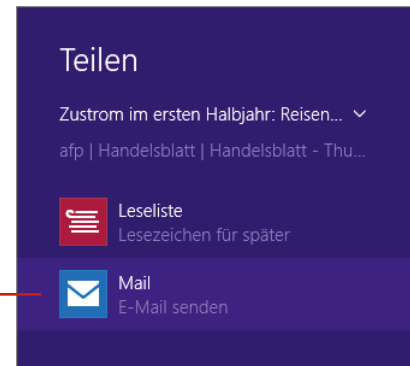 Teilen
Zustrom im ersten Halbjahr: Reisen...
afp | Handelsblatt | Handelsblatt - Thu...
Leseliste
Lesezeichen für später
Mail
E-Mail senden